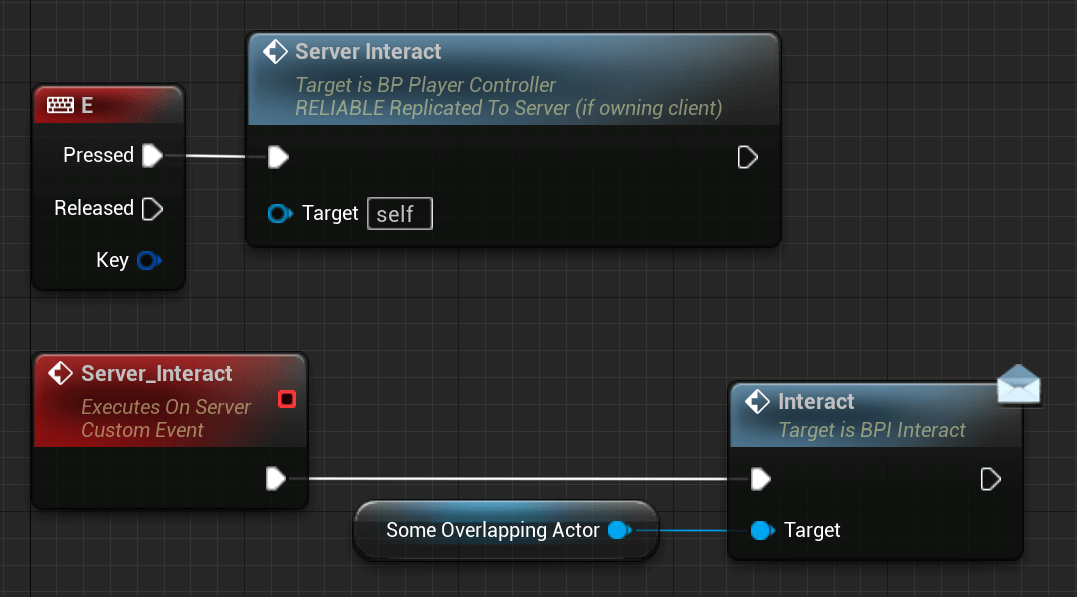 Server Interact
Target is BP Player Controller
RELIABLE Replicated To Server (if owning client)
E
Pressed
Released
Key
Target self
Server_Interact
Executes On Server
Custom Event
Interact
Target is BPI Interact
Some Overlapping Actor
Target